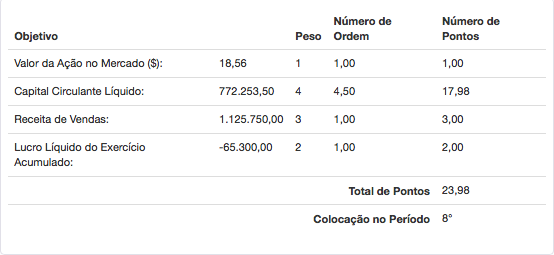 Objetivo Peso Número de Ordem Número de Pontos
Valor da Ação no Mercado ($): 18,56 1 1,00 1,00
Capital Circulante Líquido: 772.253,50 4 4,50 17,98
Receita de Vendas: 1.125.750,00 3 1,00 3,00
Lucro Líquido do Exercício Acumulado: -65.300,00 2 1,00 2,00
Total de Pontos 23,98
Colocação no Período 8°